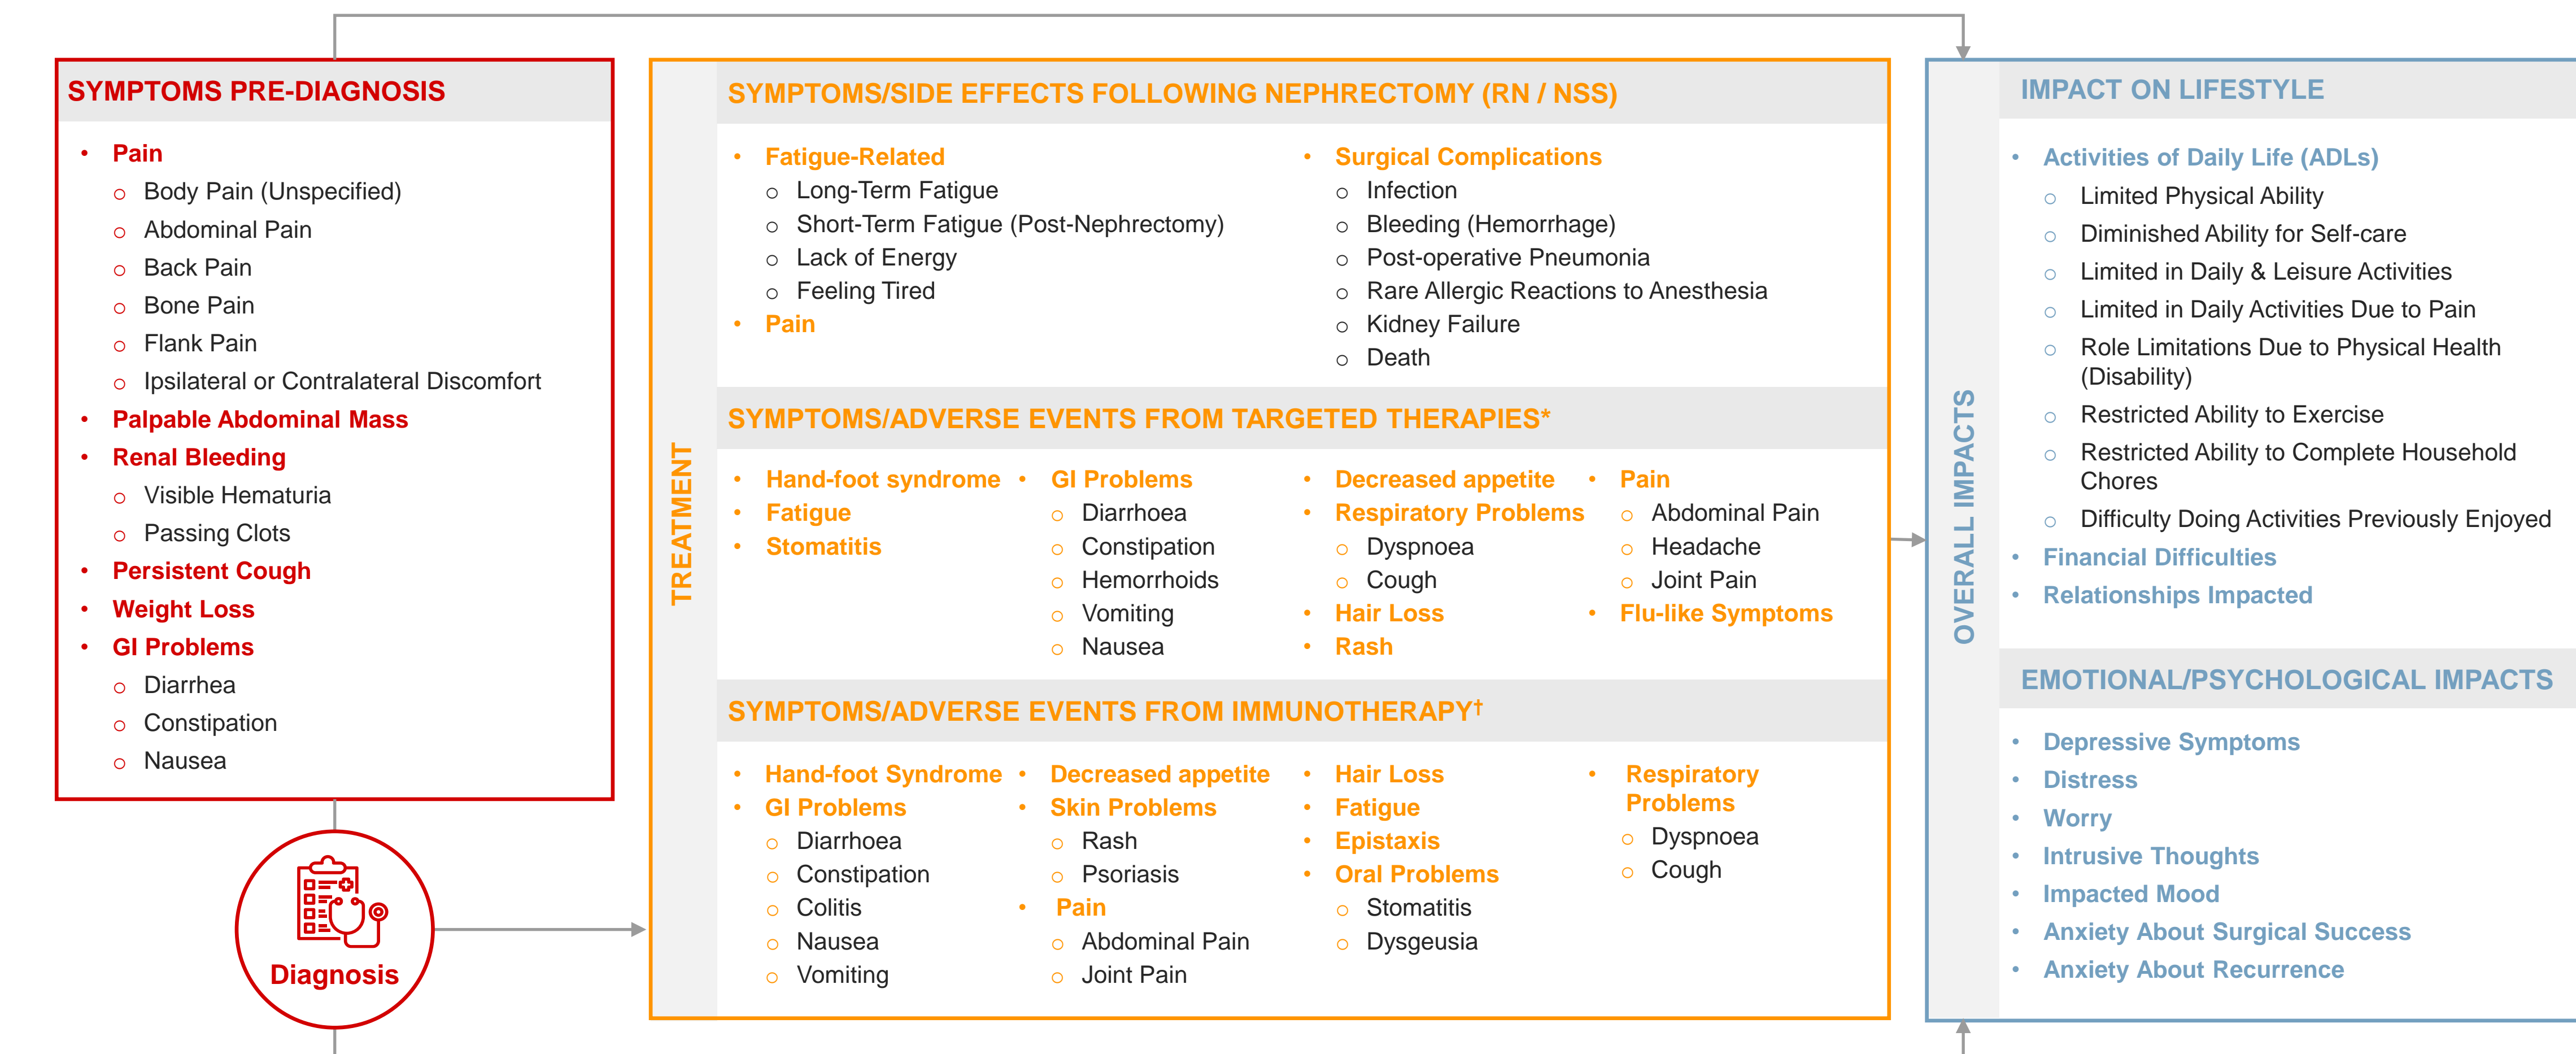 SYMPTOMS PRE-DIAGNOSIS
• Pain
o Body Pain (Unspecified)
o Abdominal Pain
o Back Pain
o Bone Pain
o Flank Pain
o Ipsilateral or Contralateral Discomfort
• Palpable Abdominal Mass
• Renal Bleeding
o Visible Hematuria
o Passing Clots
• Persistent Cough
• Weight Loss
• GI Problems
o Diarrhea
o Constipation
o Nausea
Diagnosis
TREATMENT
SYMPTOMS/SIDE EFFECTS FOLLOWING NEPHRECTOMY (RN / NSS)
• Fatigue-Related
o Long-Term Fatigue
o Short-Term Fatigue (Post-Nephrectomy)
o Lack of Energy
o Feeling Tired
• Pain
• Surgical Complications
o Infection
o Bleeding (Hemorrhage)
o Post-operative Pneumonia
o Rare Allergic Reactions to Anesthesia
o Kidney Failure
o Death
SYMPTOMS/ADVERSE EVENTS FROM TARGETED THERAPIES*
• Hand-foot syndrome
• Fatigue
• Stomatitis
• GI Problems
o Diarrhoea
o Constipation
o Hemorrhoids
o Vomiting
o Nausea
• Decreased appetite
• Respiratory Problems
o Dyspnoea
o Cough
• Hair Loss
• Rash
• Pain
o Abdominal Pain
o Headache
o Joint Pain
• Flu-like Symptoms
SYMPTOMS/ADVERSE EVENTS FROM IMMUNOTHERAPY†
• Hand-foot Syndrome
• GI Problems
o Diarrhoea
o Constipation
o Colitis
o Nausea
o Vomiting
• Decreased appetite
• Skin Problems
o Rash
o Psoriasis
• Pain
o Abdominal Pain
o Joint Pain
• Hair Loss
• Fatigue
• Epistaxis
• Oral Problems
o Stomatitis
o Dysgeusia
• Respiratory
Problems
o Dyspnoea
o Cough
OVERALL IMPACTS
IMPACT ON LIFESTYLE
• Activities of Daily Life (ADLs)
o Limited Physical Ability
o Diminished Ability for Self-care
o Limited in Daily & Leisure Activities
o Limited in Daily Activities Due to Pain
o Role Limitations Due to Physical Health
(Disability)
o Restricted Ability to Exercise
o Restricted Ability to Complete Household
Chores
o Difficulty Doing Activities Previously Enjoyed
• Financial Difficulties
• Relationships Impacted
EMOTIONAL/PSYCHOLOGICAL IMPACTS
• Depressive Symptoms
• Distress
• Worry
• Intrusive Thoughts
• Impacted Mood
• Anxiety About Surgical Success
• Anxiety About Recurrence